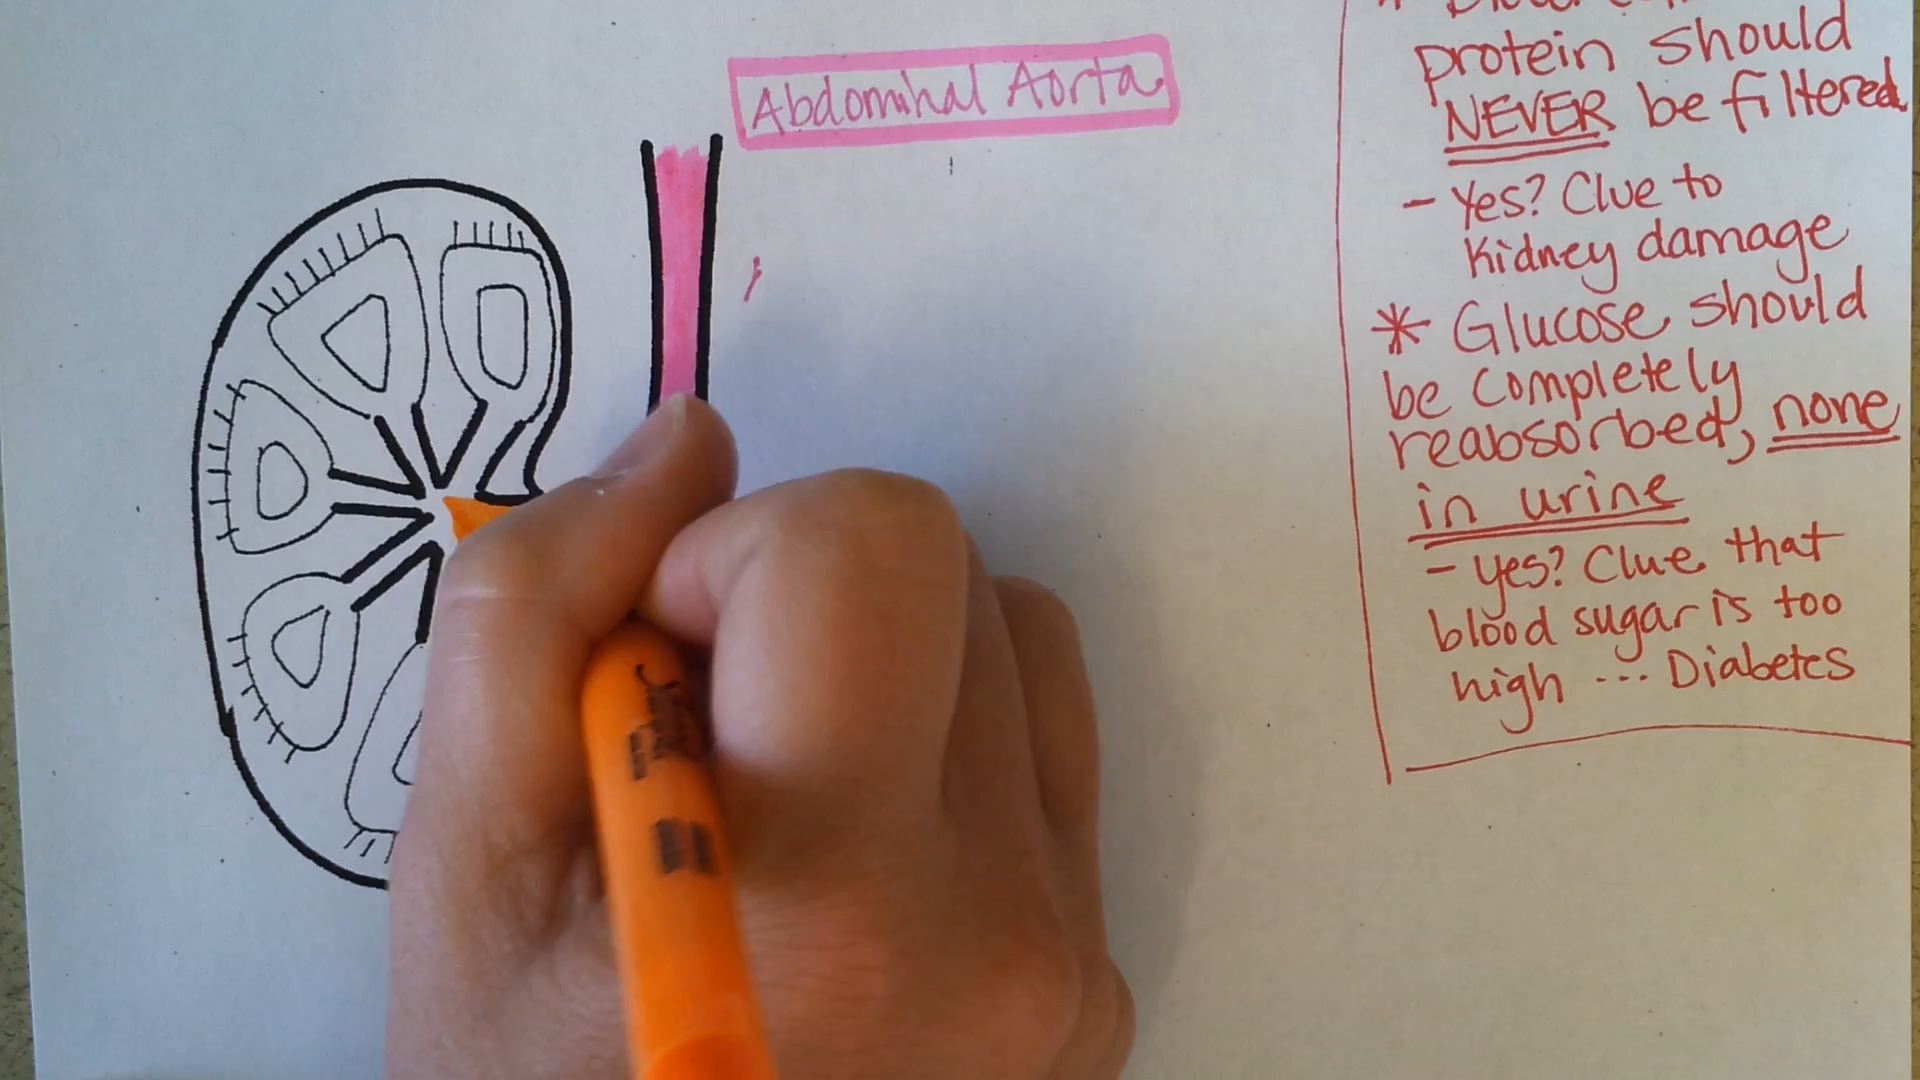 Abdominal Aorta
protein should
NEVER be filtered
- Yes? Clue to
Kidney damage
* Glucose should
be completely
reabsorbed, none
in urine
- yes? Clue that
blood sugar is too
high ... Diabetes